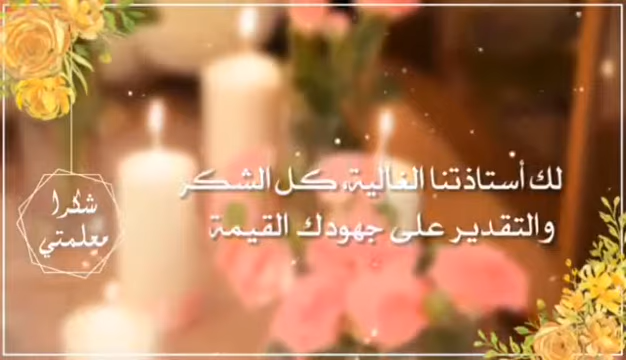 لك أستاذتنا الغالية، كل الشكر
والتقدير على جهودك القيمة
شكرا
معلمتي